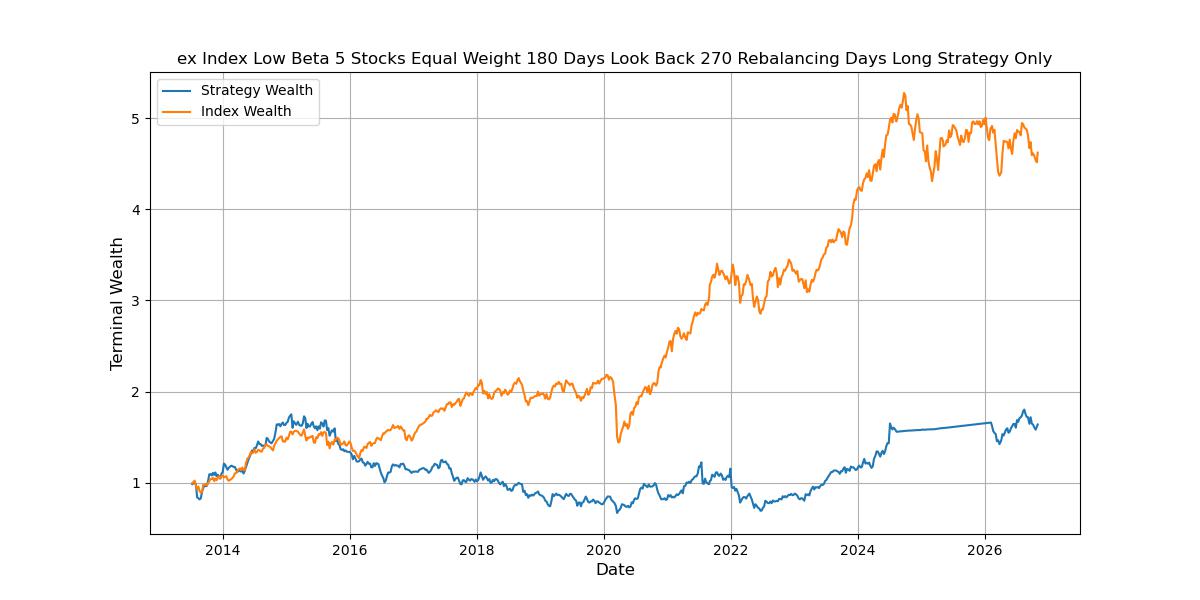 ex Index Low Beta 5 Stocks Equal Weight 180 Days Look Back 270 Rebalancing Days Long Strategy Only
Strategy Wealth
Index Wealth
Terminal Wealth
5
4
3
2
1
2014 2016 2018 2020 2022 2024 2026
Date